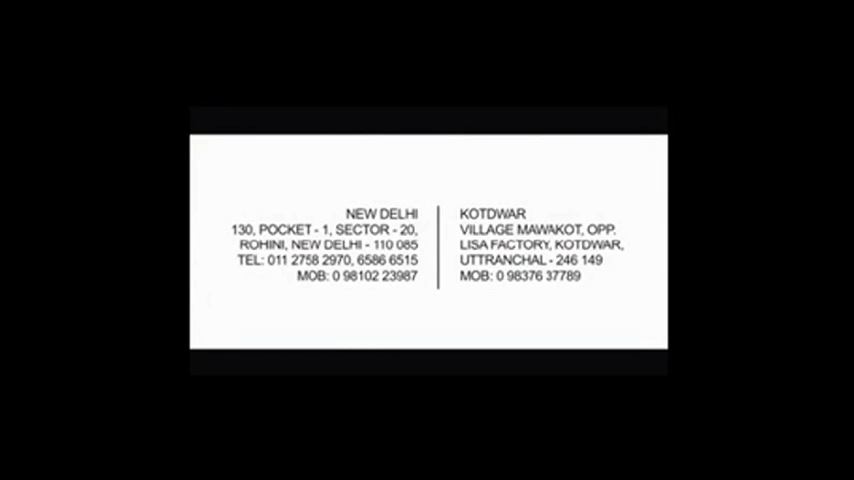 NEW DELHI
130, POCKET - 1, SECTOR - 20,
ROHINI, NEW DELHI - 110 085
TEL: 011 2758 2970, 6586 6515
MOB: 0 98102 23987
KOTDWAR
VILLAGE MAWAKOT, OPP.
LISA FACTORY, KOTDWAR,
UTTRANCHAL - 246 149
MOB: 0 98376 37789